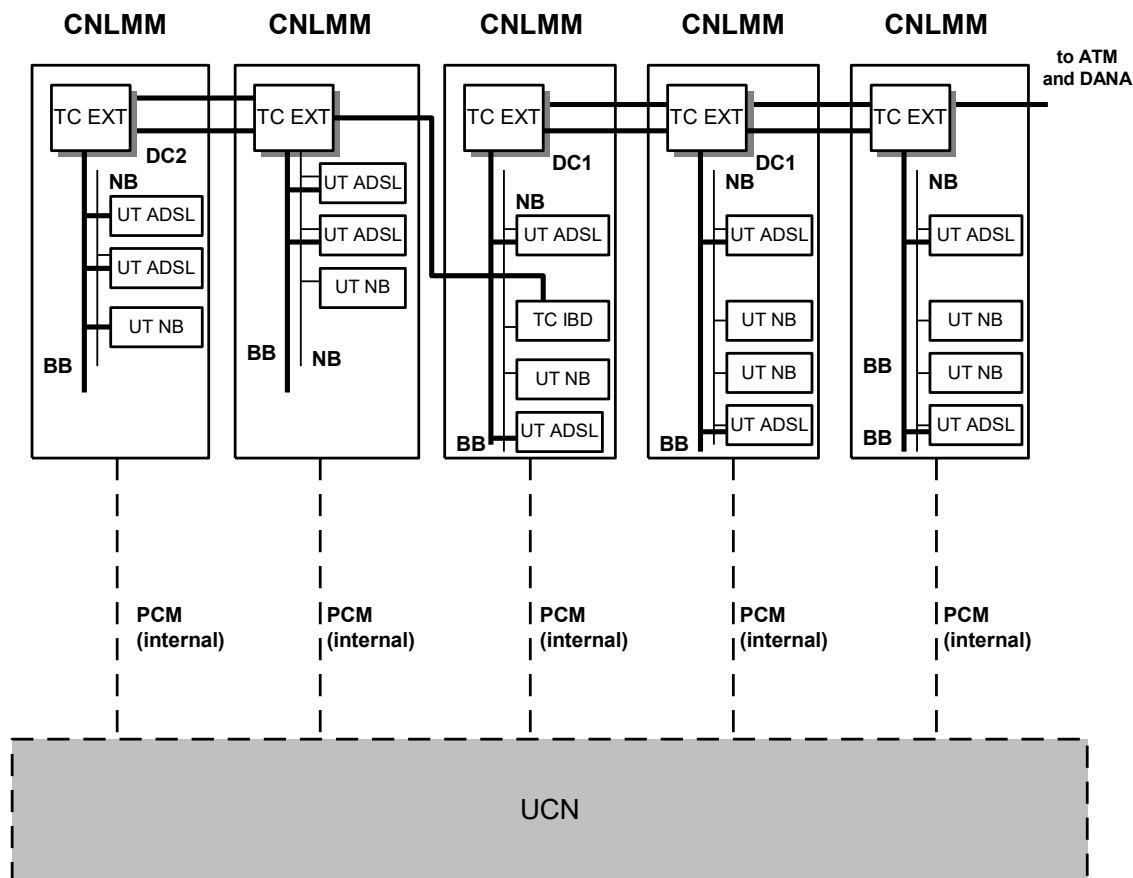 CNLMM
CNLMM
CNLMM
CNLMM
CNLMM
to ATM
and DANA
TC EXT
TC EXT
TC EXT
TC EXT
TC EXT
DC2
DC1
DC1
NB
UT ADSL
UT ADSL
UT NB
BB
UT ADSL
UT ADSL
UT NB
BB
NB
NB
UT ADSL
TC IBD
UT NB
UT ADSL
BB
NB
UT ADSL
UT NB
UT NB
UT ADSL
BB
NB
UT ADSL
UT NB
BB
UT NB
UT ADSL
BB
PCM
(internal)
PCM
(internal)
PCM
(internal)
PCM
(internal)
PCM
(internal)
UCN